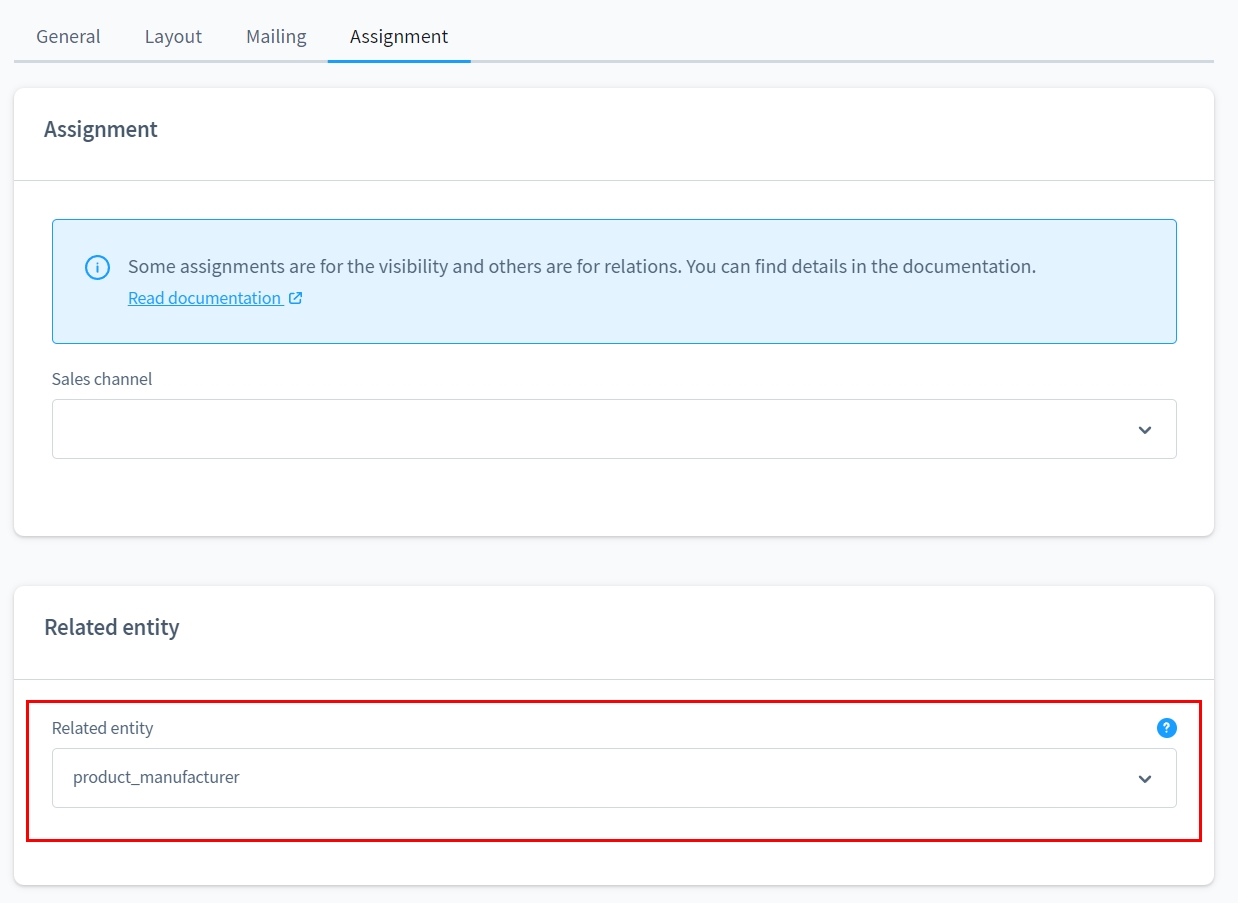 General Layout Mailing Assignment
Assignment
Some assignments are for the visibility and others are for relations. You can find details in the documentation.
Read documentation
Sales channel
Related entity
Related entity
product_manufacturer